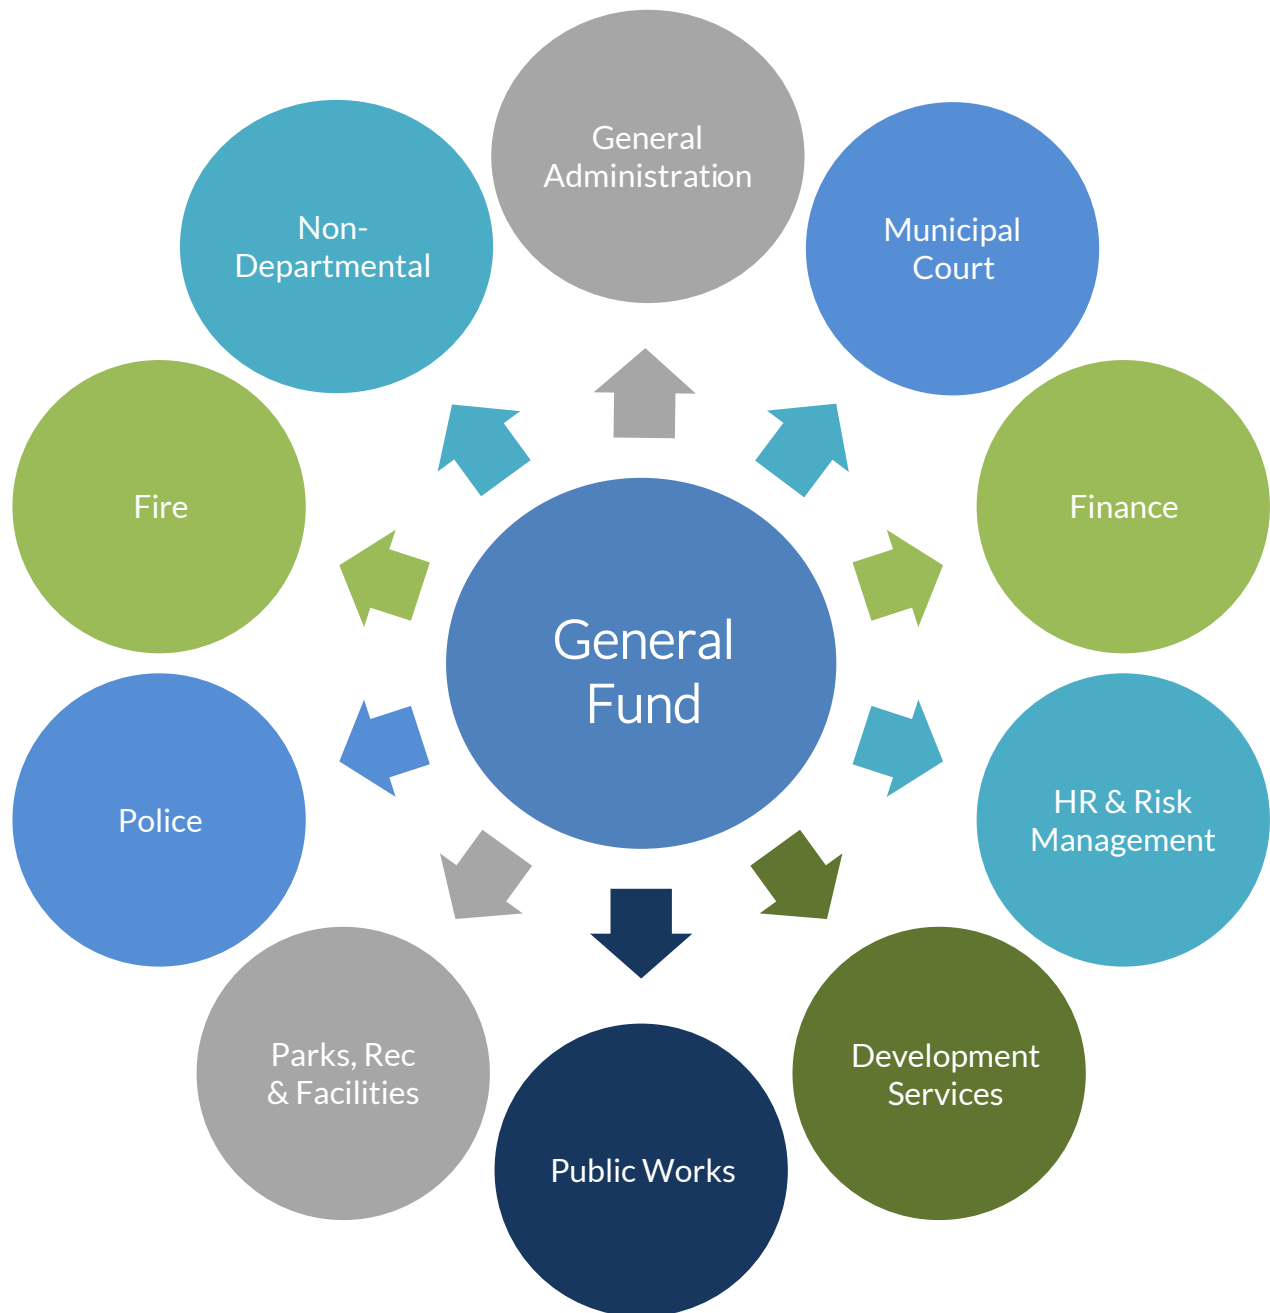 General
Administration
Municipal
Court
Finance
HR & Risk
Management
Development
Services
Public Works
Parks, Rec
& Facilities
Police
Fire
Non-
Departmental
General
Fund